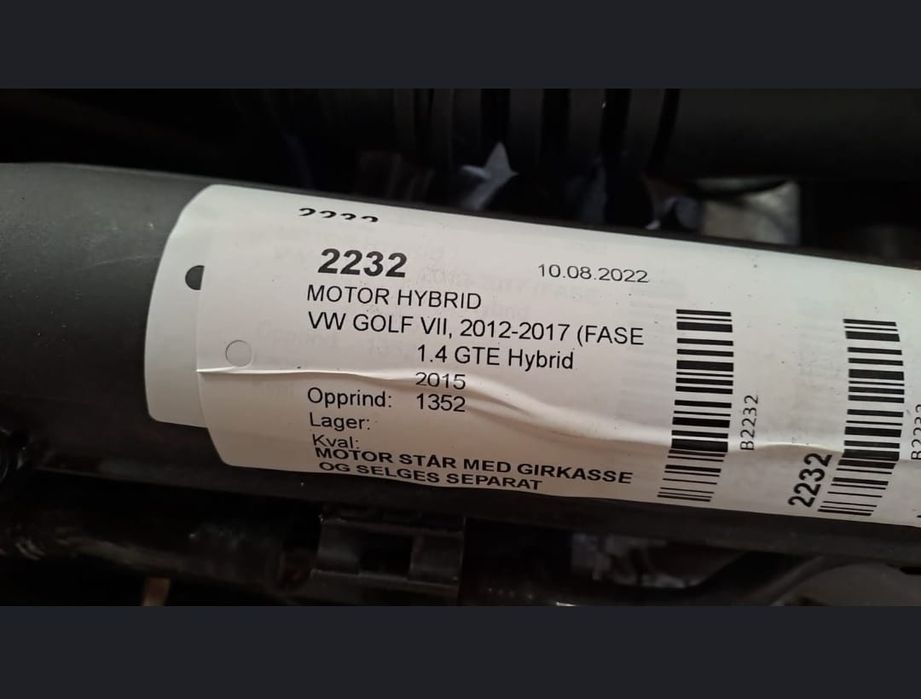 2232
2232
10.08.2022
MOTOR HYBRID
VW GOLF VII, 2012-2017 (FASE
1.4 GTE Hybrid
2015
Opprind: 1352
Lager:
Kval:
MOTOR STÅR MED GIRKASSE
OG SELGES SEPARAT
B2232
2232
B2232